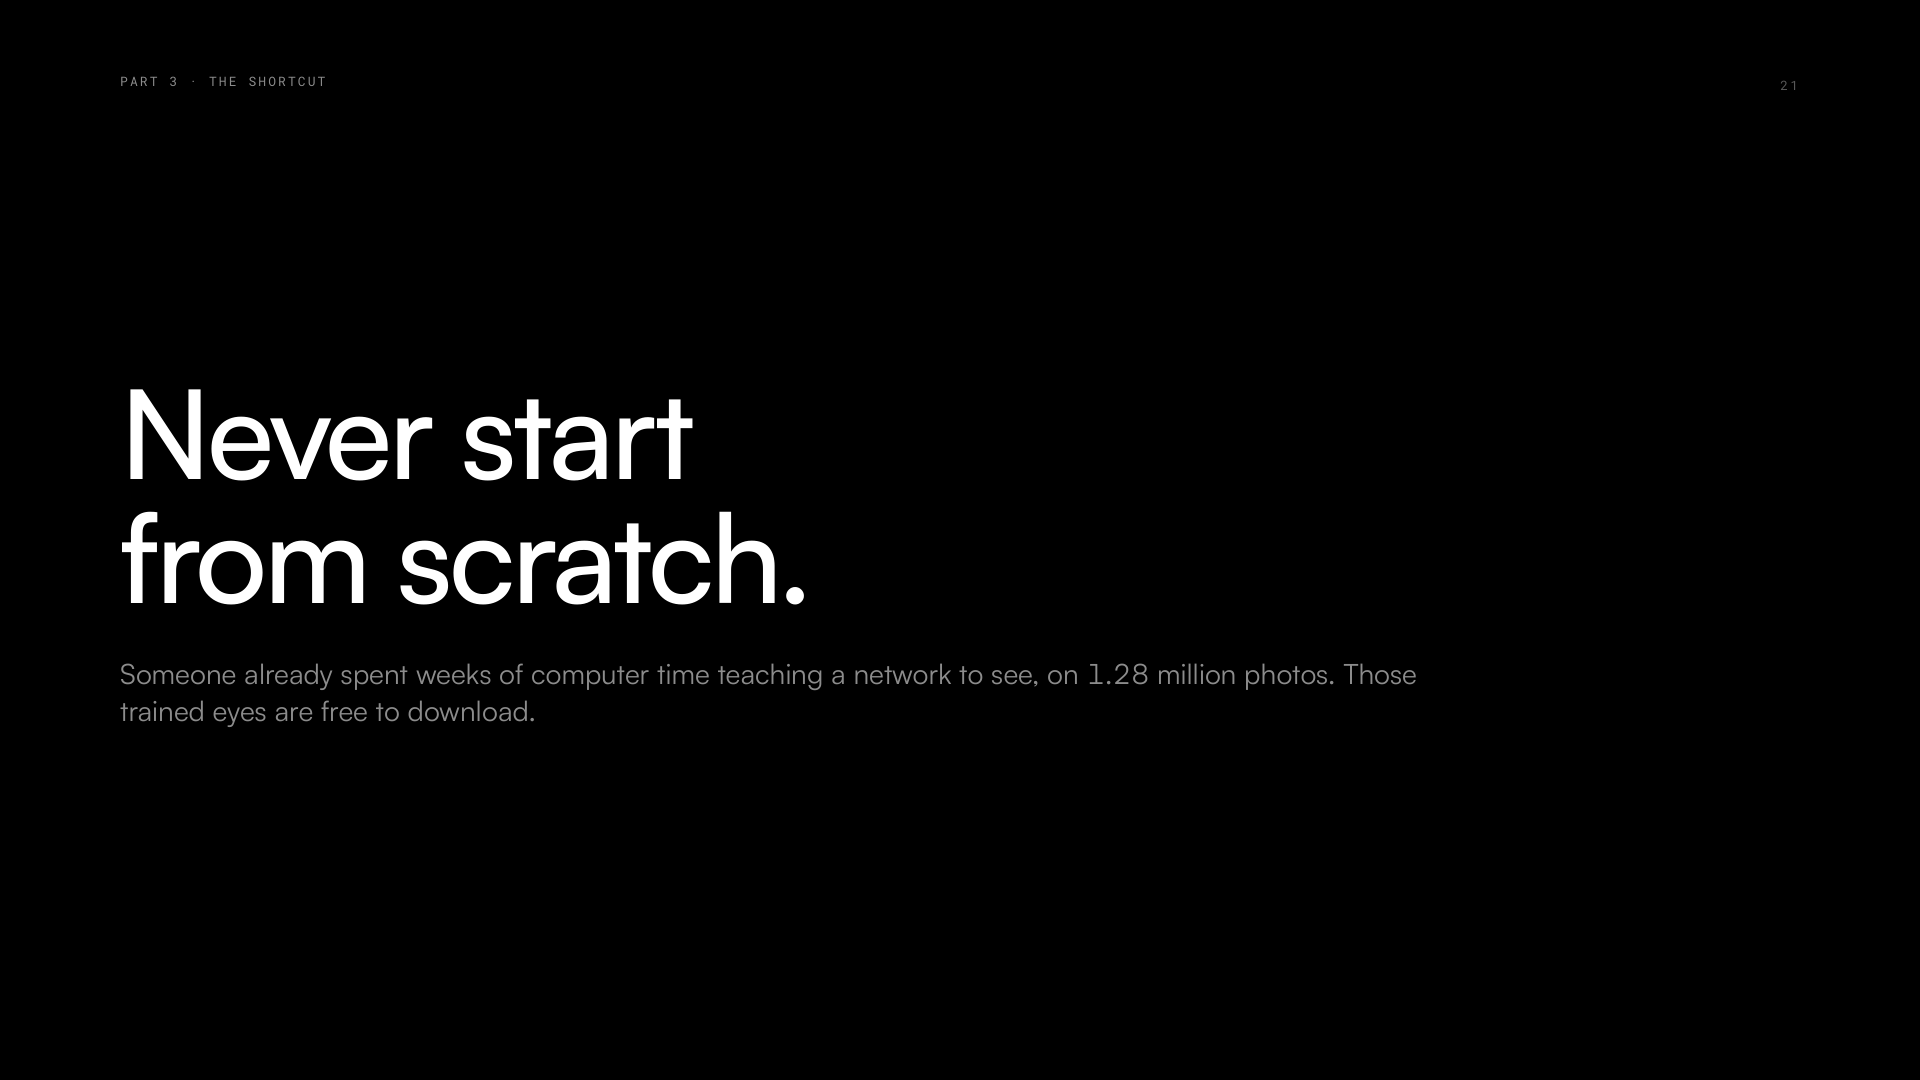 PART 3 · THE SHORTCUT
21
Never start
from scratch.
Someone already spent weeks of computer time teaching a network to see, on 1.28 million photos. Those
trained eyes are free to download.